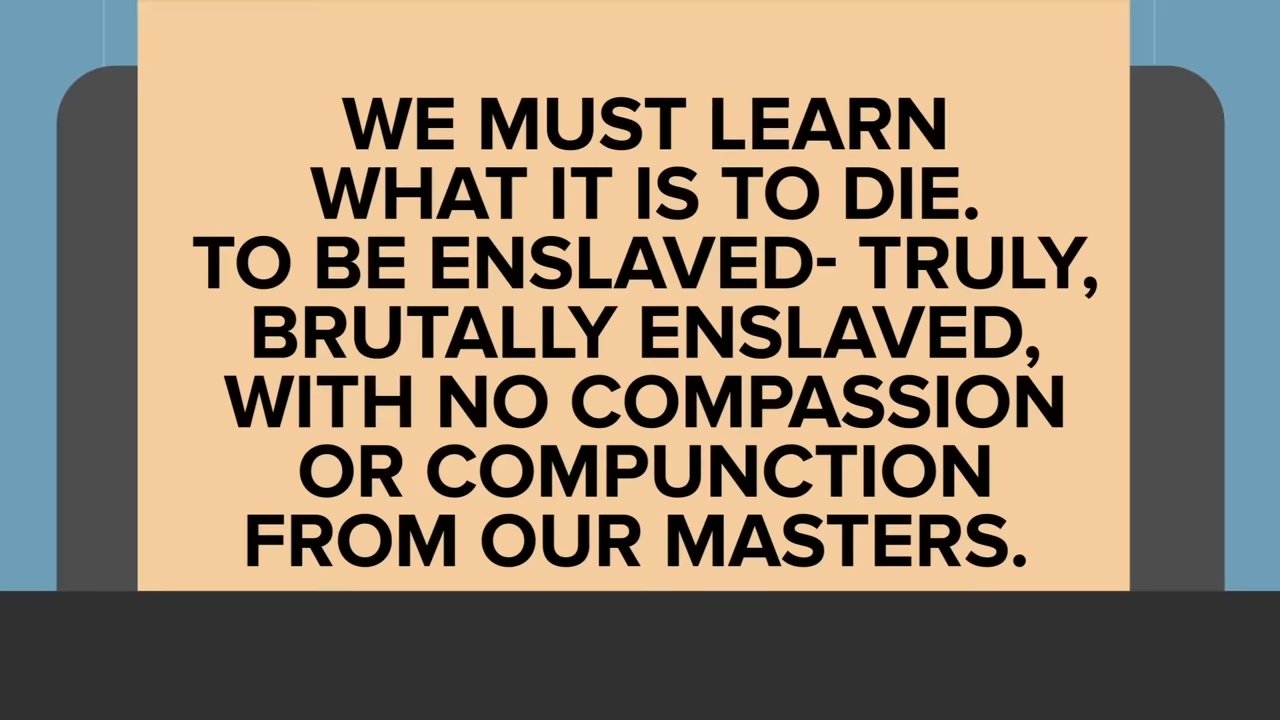 WE MUST LEARN
WHAT IT IS TO DIE.
TO BE ENSLAVED- TRULY,
BRUTALLY ENSLAVED,
WITH NO COMPASSION
OR COMPUNCTION
FROM OUR MASTERS.